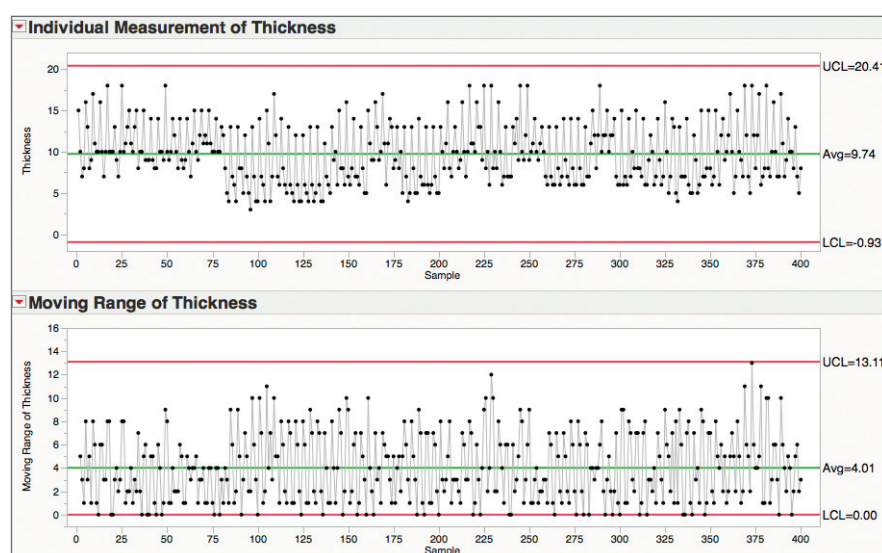 Individual Measurement of Thickness
Thickness
20
15
10
5
0
UCL=20.41
Avg=9.74
LCL=-0.93
0 25 50 75 100 125 150 175 200 225 250 275 300 325 350 375 400
Sample
Moving Range of Thickness
Moving Range of Thickness
16
14
12
10
8
6
4
2
0
UCL=13.11
Avg=4.01
LCL=0.00
0 25 50 75 100 125 150 175 200 225 250 275 300 325 350 375 400
Sample